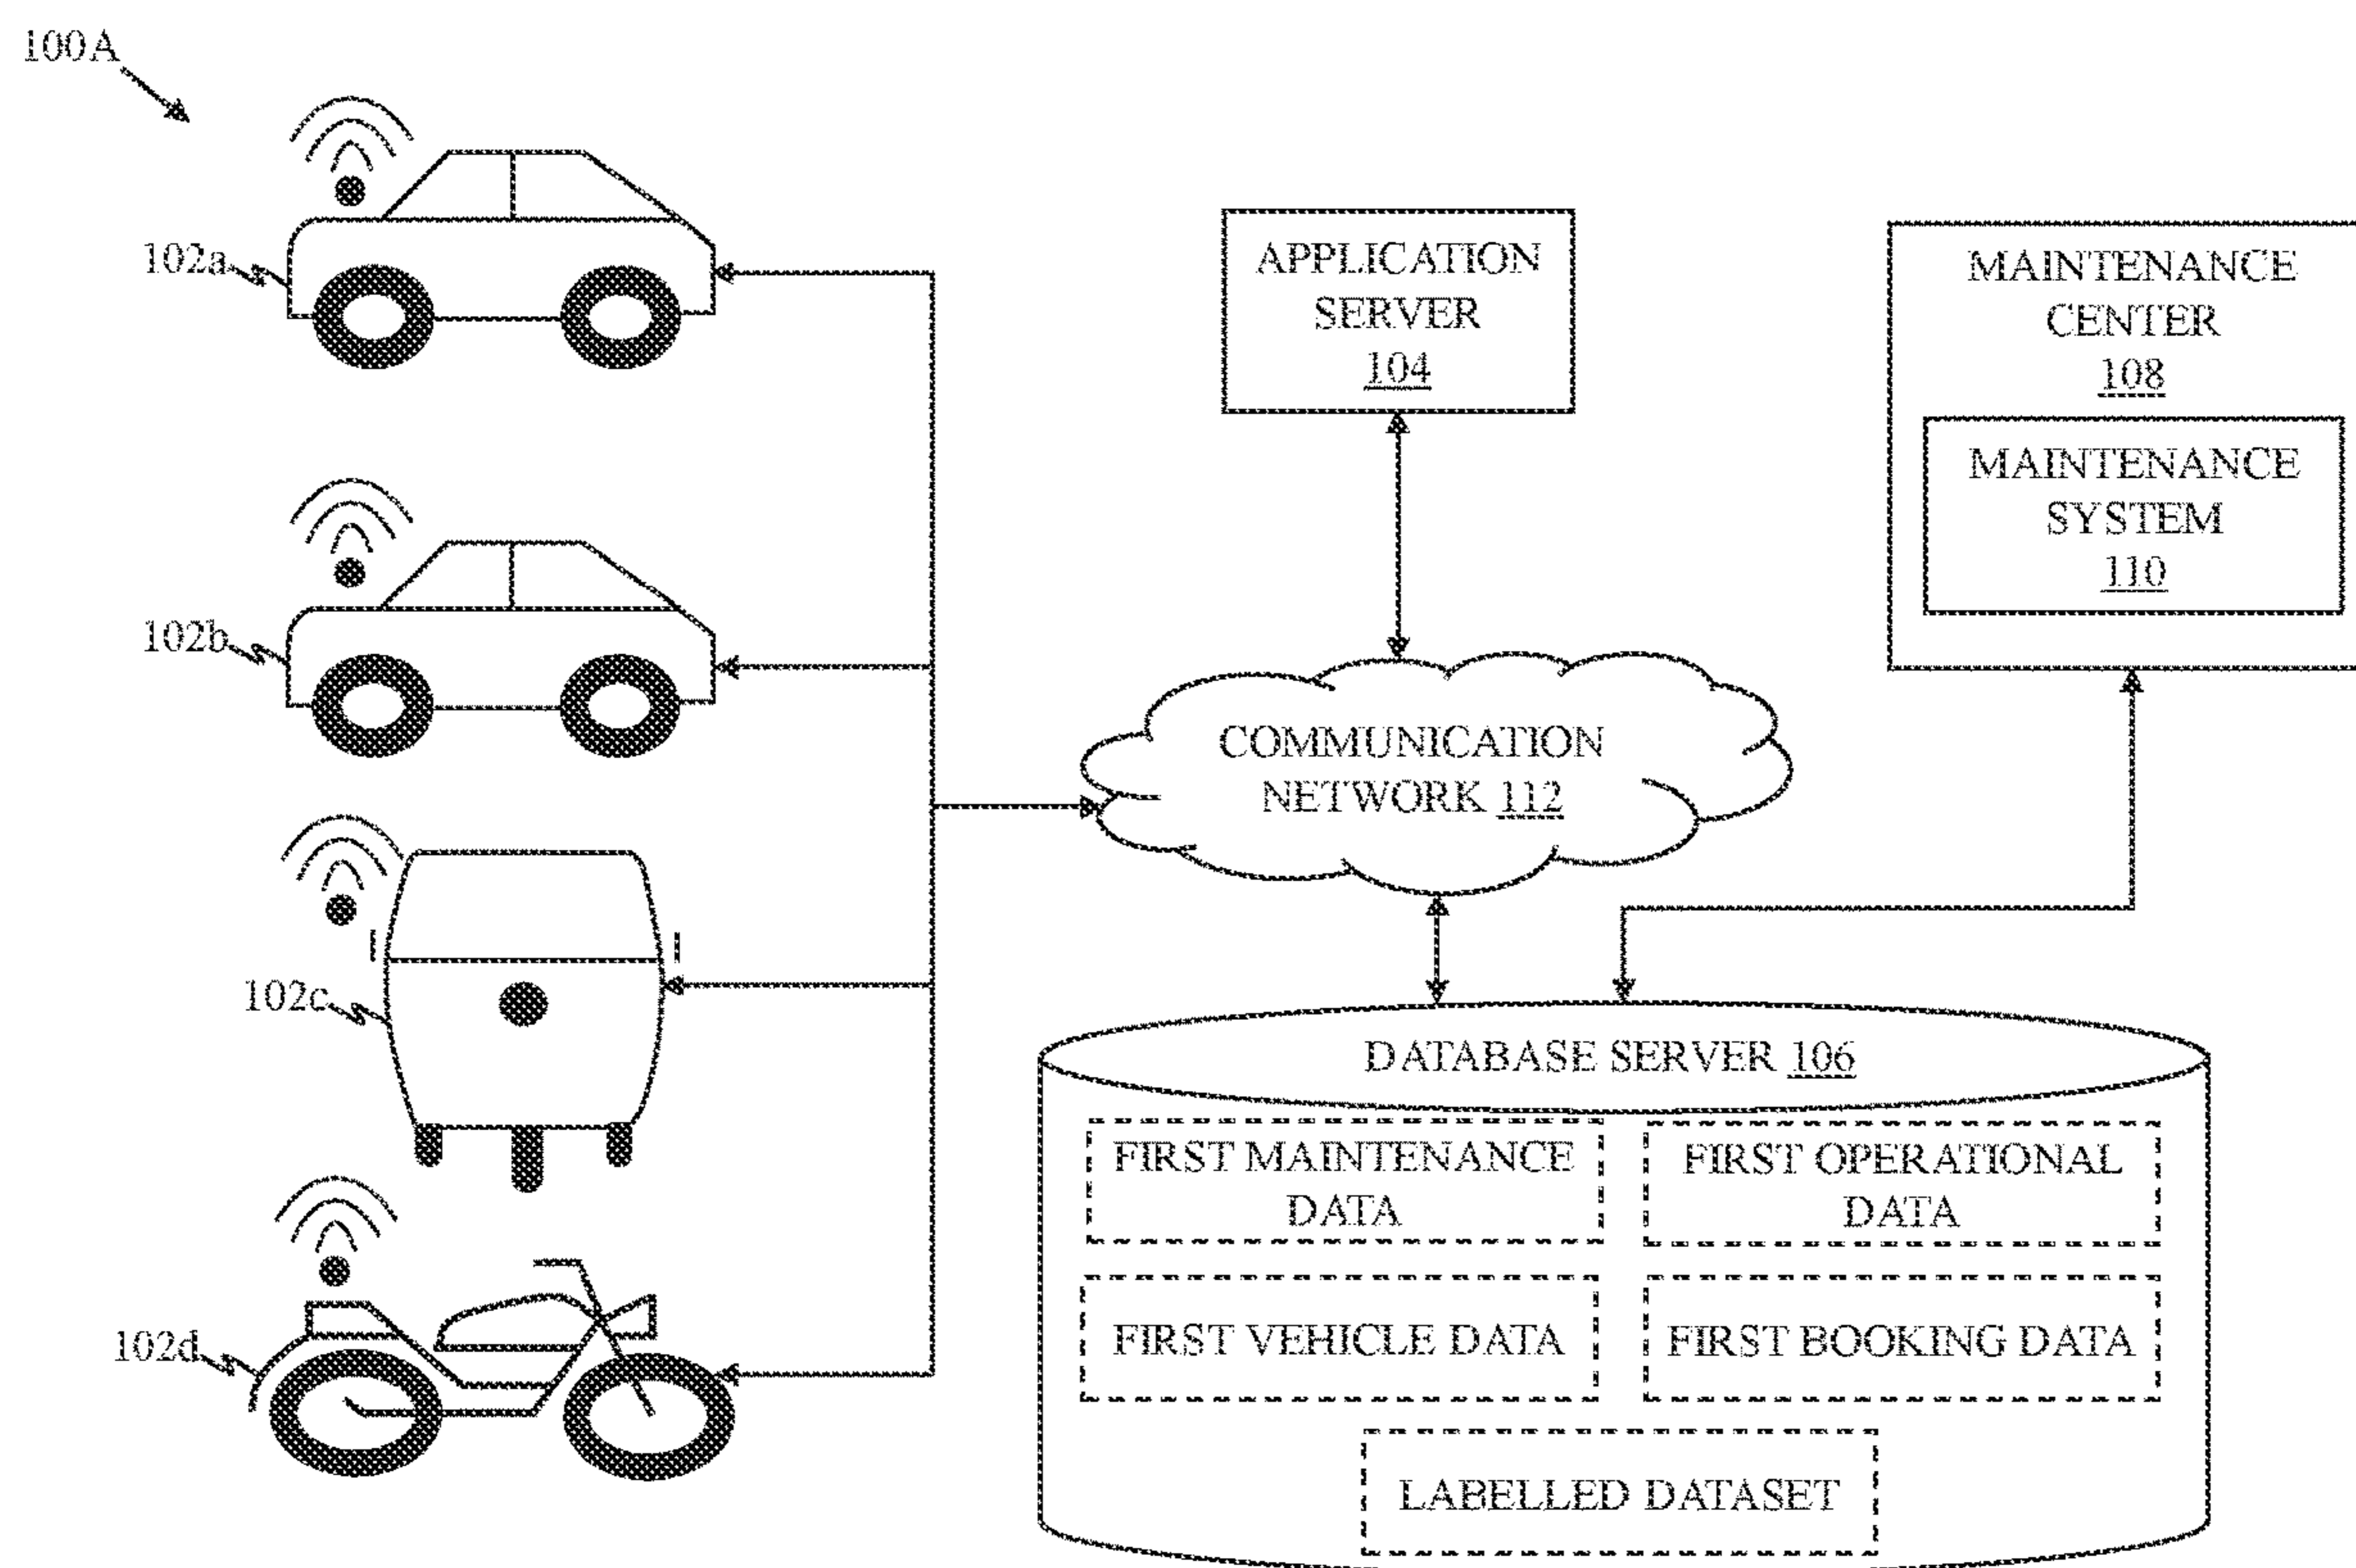 100A
102a
APPLICATION
SERVER
104
MAINTENANCE
CENTER
108
MAINTENANCE
SYSTEM
110
102b
COMMUNICATION
NETWORK 112
102c
DATABASE SERVER 106
FIRST MAINTENANCE
DATA
FIRST OPERATIONAL
DATA
102d
FIRST VEHICLE DATA
FIRST BOOKING DATA
LABELLED DATASET